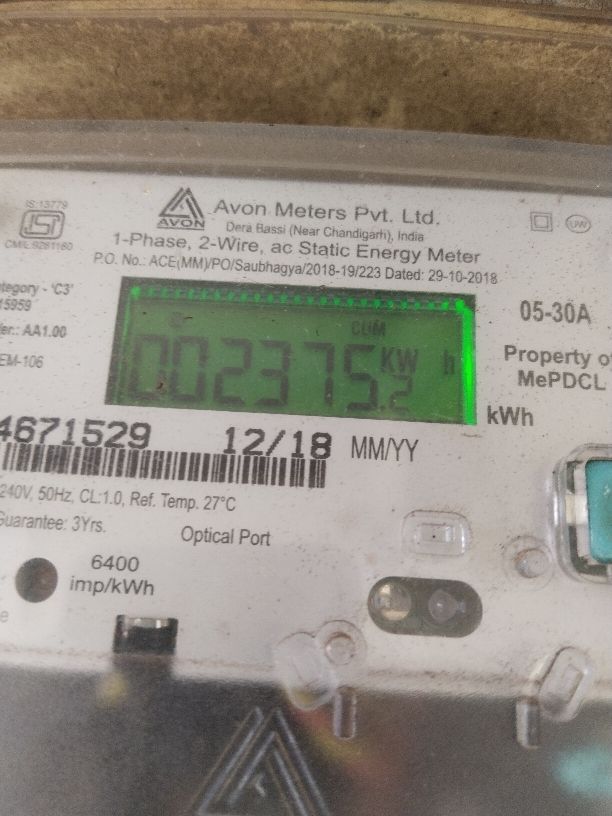 IS:13779
CM/L 9281160
AVON
Avon Meters Pvt. Ltd.
Dera Bassi (Near Chandigarh), India
UW
1-Phase, 2-Wire, ac Static Energy Meter
P.O. No.: ACE(MM)/PO/Saubhagya/2018-19/223 Dated: 29-10-2018
ategory - 'C3'
15959
er.: AA1.00
EM-106
CUM
002375.2
KW h
kWh
05-30A
Property of
MePDCL
4671529
12/18 MM/YY
240V, 50Hz, CL:1.0, Ref. Temp. 27°C
Guarantee: 3Yrs.
Optical Port
6400
imp/kWh